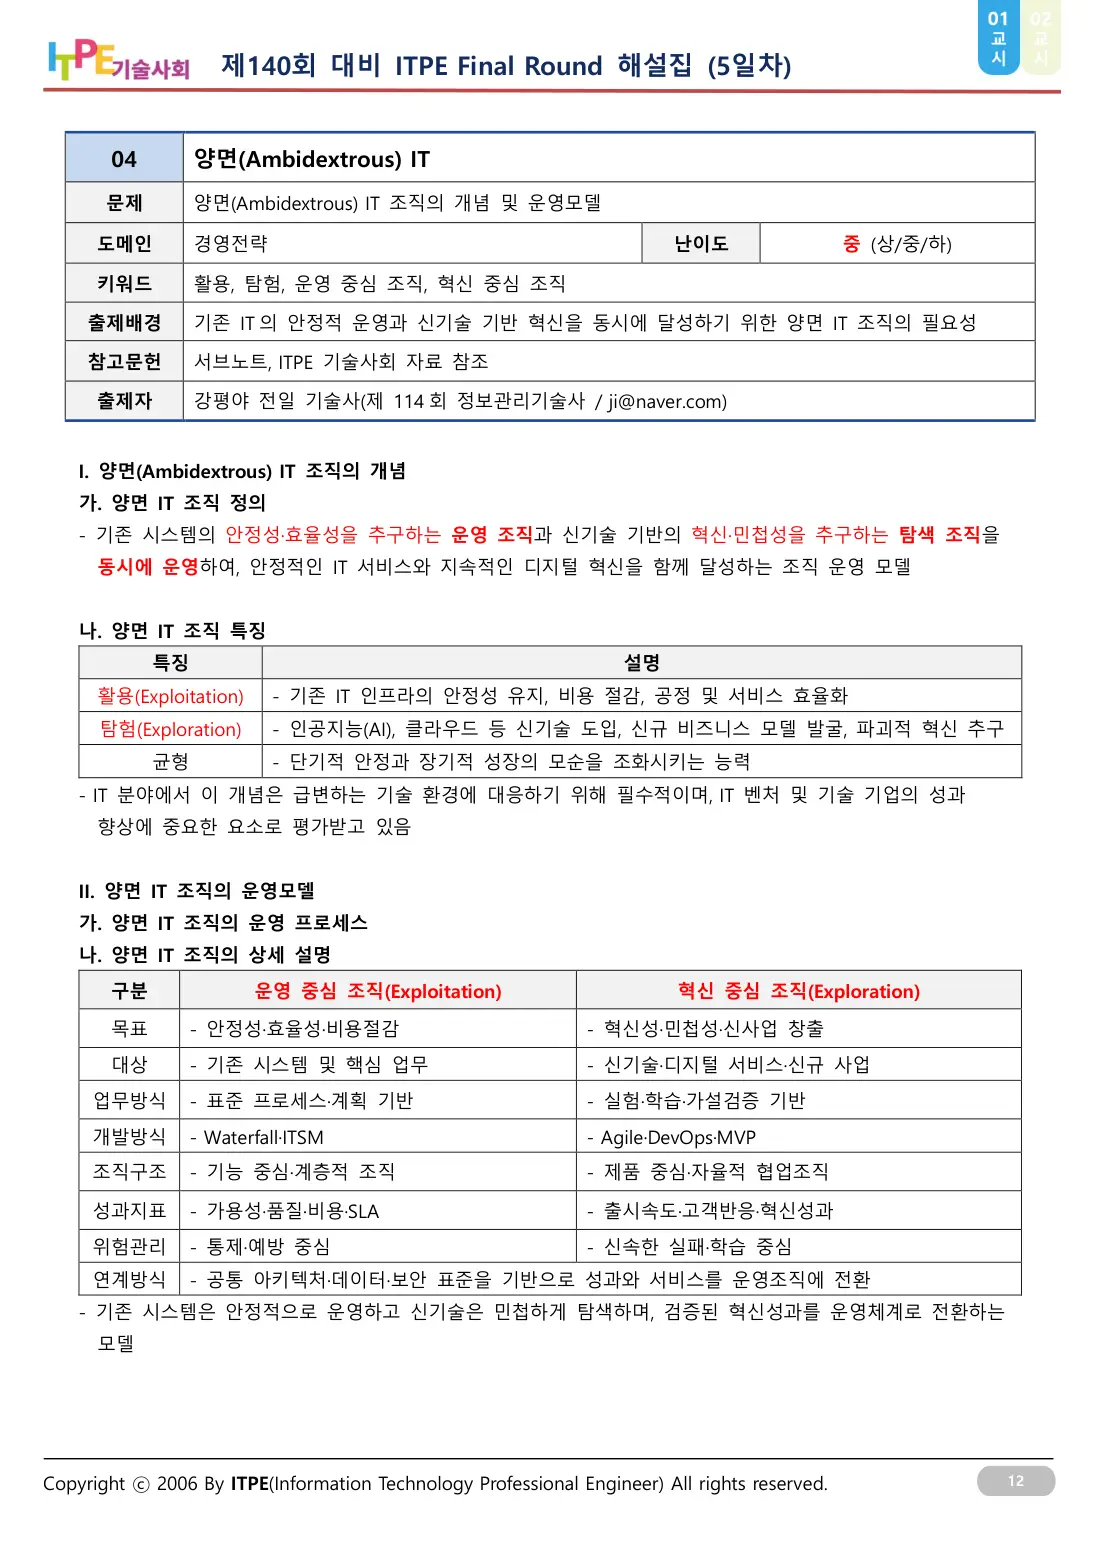 ITPE기술사회 제140회 대비 ITPE Final Round 해설집 (5일차)
01 교시
02 교시
04 양면(Ambidextrous) IT
문제 양면(Ambidextrous) IT 조직의 개념 및 운영모델
도메인 경영전략 난이도 중 (상/중/하)
키워드 활용, 탐험, 운영 중심 조직, 혁신 중심 조직
출제배경 기존 IT의 안정적 운영과 신기술 기반 혁신을 동시에 달성하기 위한 양면 IT 조직의 필요성
참고문헌 서브노트, ITPE 기술사회 자료 참조
출제자 강평야 전일 기술사(제 114회 정보관리기술사 / ji@naver.com)
I. 양면(Ambidextrous) IT 조직의 개념
가. 양면 IT 조직 정의
- 기존 시스템의 안정성·효율성을 추구하는 운영 조직과 신기술 기반의 혁신·민첩성을 추구하는 탐색 조직을
동시에 운영하여, 안정적인 IT 서비스와 지속적인 디지털 혁신을 함께 달성하는 조직 운영 모델
나. 양면 IT 조직 특징
특징 설명
활용(Exploitation) - 기존 IT 인프라의 안정성 유지, 비용 절감, 공정 및 서비스 효율화
탐험(Exploration) - 인공지능(AI), 클라우드 등 신기술 도입, 신규 비즈니스 모델 발굴, 파괴적 혁신 추구
균형 - 단기적 안정과 장기적 성장의 모순을 조화시키는 능력
- IT 분야에서 이 개념은 급변하는 기술 환경에 대응하기 위해 필수적이며, IT 벤처 및 기술 기업의 성과
향상에 중요한 요소로 평가받고 있음
II. 양면 IT 조직의 운영모델
가. 양면 IT 조직의 운영 프로세스
나. 양면 IT 조직의 상세 설명
구분 운영 중심 조직(Exploitation) 혁신 중심 조직(Exploration)
목표 - 안정성·효율성·비용절감 - 혁신성·민첩성·신사업 창출
대상 - 기존 시스템 및 핵심 업무 - 신기술·디지털 서비스·신규 사업
업무방식 - 표준 프로세스·계획 기반 - 실험·학습·가설검증 기반
개발방식 - Waterfall·ITSM - Agile·DevOps·MVP
조직구조 - 기능 중심·계층적 조직 - 제품 중심·자율적 협업조직
성과지표 - 가용성·품질·비용·SLA - 출시속도·고객반응·혁신성과
위험관리 - 통제·예방 중심 - 신속한 실패·학습 중심
연계방식 - 공통 아키텍처·데이터·보안 표준을 기반으로 성과와 서비스를 운영조직에 전환
- 기존 시스템은 안정적으로 운영하고 신기술은 민첩하게 탐색하며, 검증된 혁신성과를 운영체계로 전환하는
모델
Copyright ⓒ 2006 By ITPE(Information Technology Professional Engineer) All rights reserved. 12